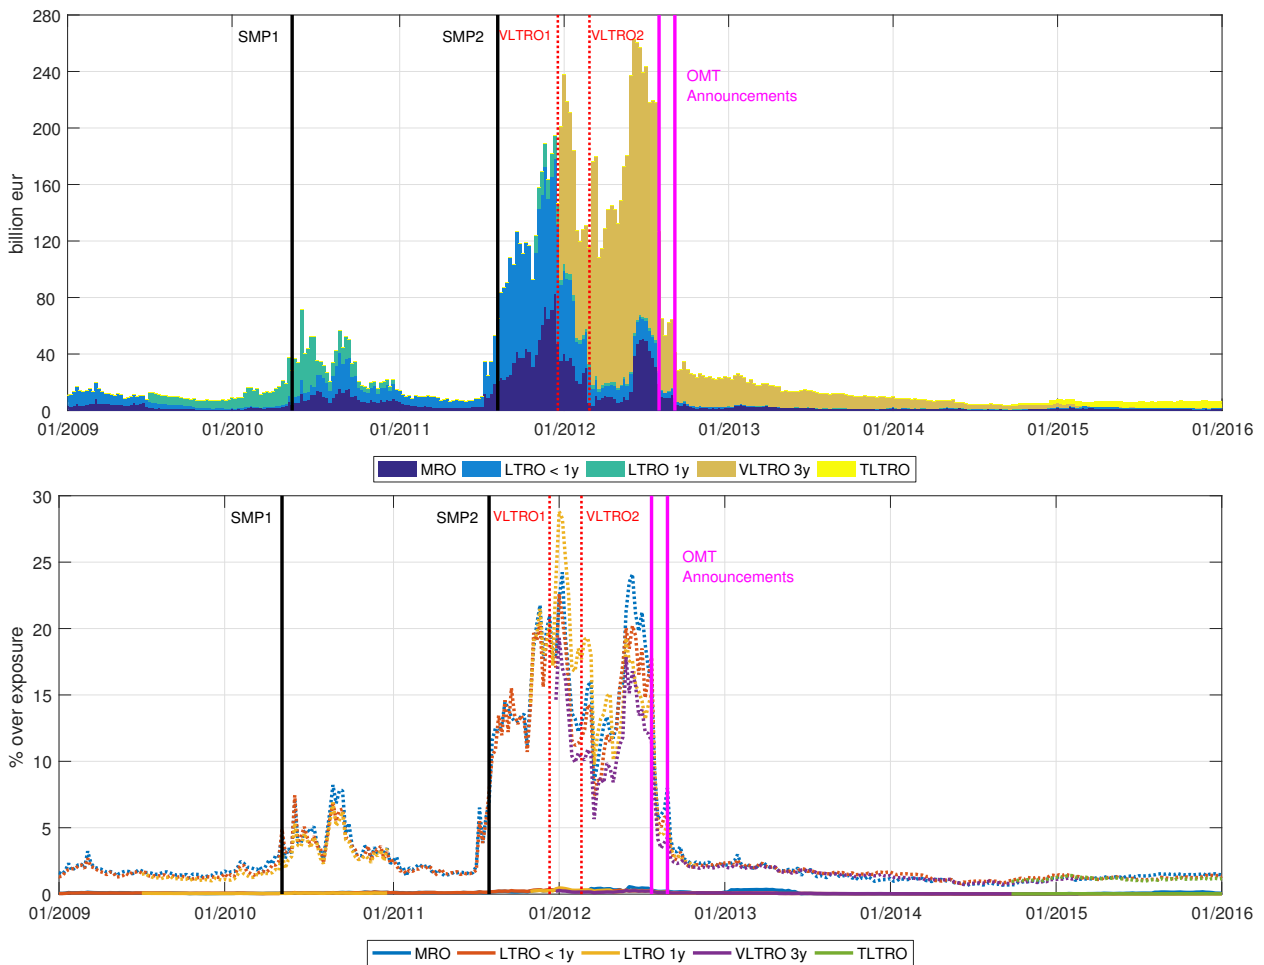 280
240
200
160
120
80
40
0
billion eur
SMP1
SMP2
VLTRO1
VLTRO2
OMT
Announcements
01/2009 01/2010 01/2011 01/2012 01/2013 01/2014 01/2015 01/2016
MRO LTRO < 1y LTRO 1y VLTRO 3y TLTRO
30
25
20
15
10
5
0
% over exposure
SMP1
SMP2
VLTRO1
VLTRO2
OMT
Announcements
01/2009 01/2010 01/2011 01/2012 01/2013 01/2014 01/2015 01/2016
MRO LTRO < 1y LTRO 1y VLTRO 3y TLTRO